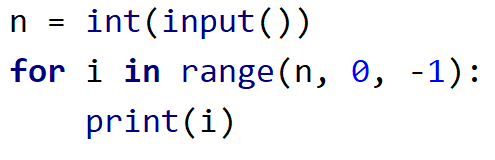 n = int(input())
for i in range(n, 0, -1):
    print(i)